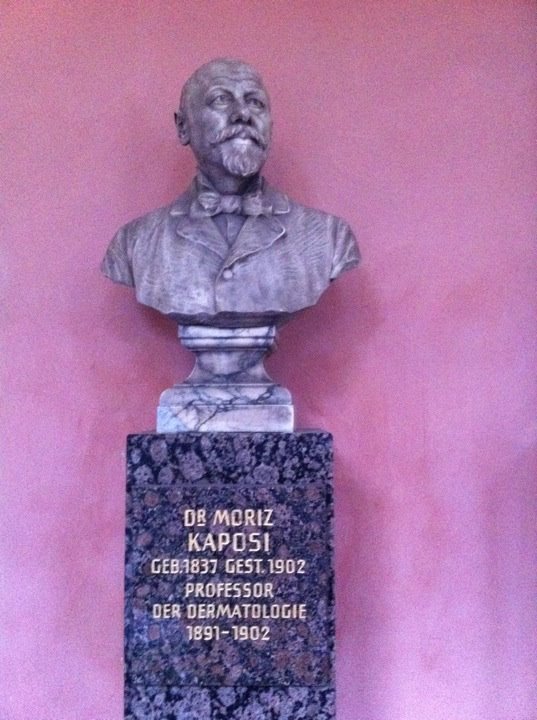 DR MORIZ
KAPOSI
GEB.1837 GEST.1902
PROFESSOR
DER DERMATOLOGIE
1891-1902